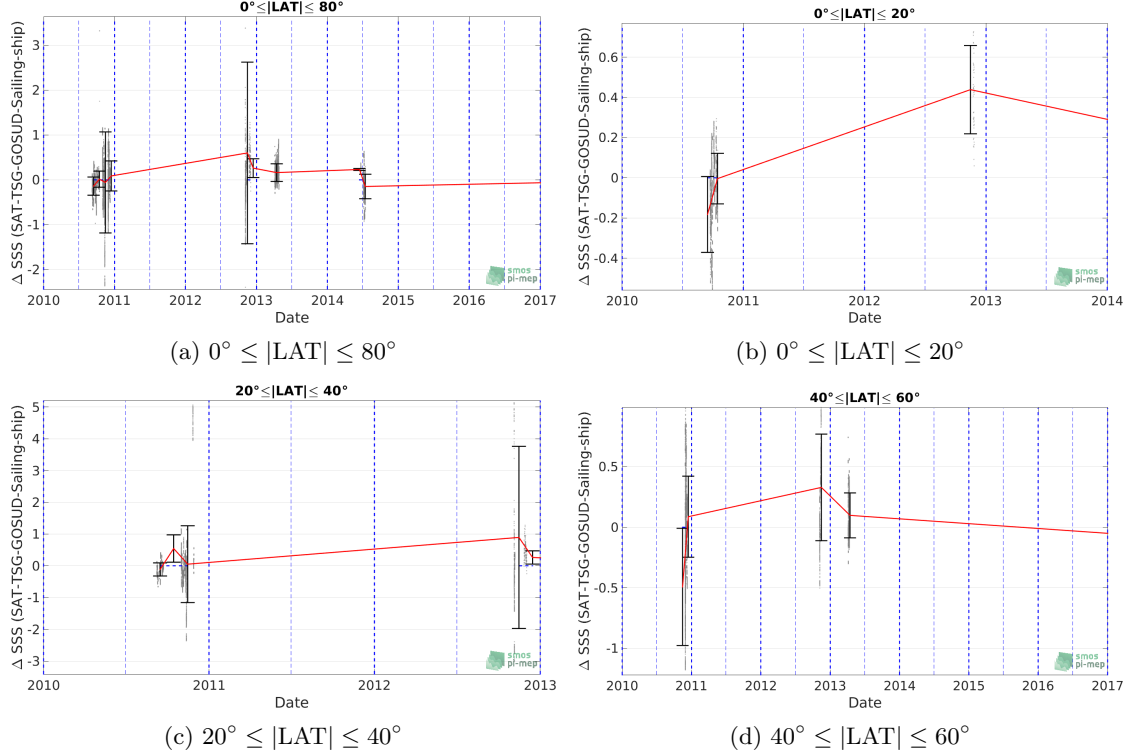 0°≤|LAT|≤ 80°
Δ SSS (SAT-TSG-GOSUD-Sailing-ship)
3
2
1
0
-1
-2
2010 2011 2012 2013 2014 2015 2016 2017
Date
smos
pi-mep
(a) 0° ≤ |LAT| ≤ 80°
0°≤|LAT|≤ 20°
Δ SSS (SAT-TSG-GOSUD-Sailing-ship)
0.6
0.4
0.2
0
-0.2
-0.4
2010 2011 2012 2013 2014
Date
smos
pi-mep
(b) 0° ≤ |LAT| ≤ 20°
20°≤|LAT|≤ 40°
Δ SSS (SAT-TSG-GOSUD-Sailing-ship)
5
4
3
2
1
0
-1
-2
-3
2010 2011 2012 2013
Date
smos
pi-mep
(c) 20° ≤ |LAT| ≤ 40°
40°≤|LAT|≤ 60°
Δ SSS (SAT-TSG-GOSUD-Sailing-ship)
0.5
0
-0.5
-1
2010 2011 2012 2013 2014 2015 2016 2017
Date
smos
pi-mep
(d) 40° ≤ |LAT| ≤ 60°